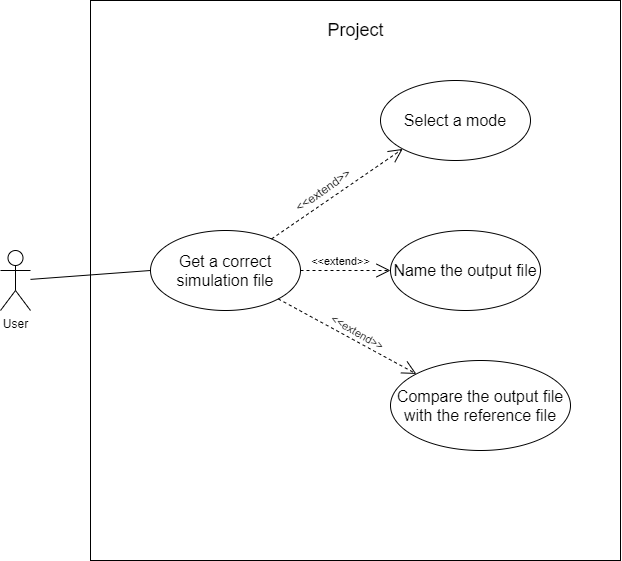 Project
Select a mode
<<extend>>
Get a correct
simulation file
<<extend>>
Name the output file
User
<<extend>>
Compare the output file
with the reference file